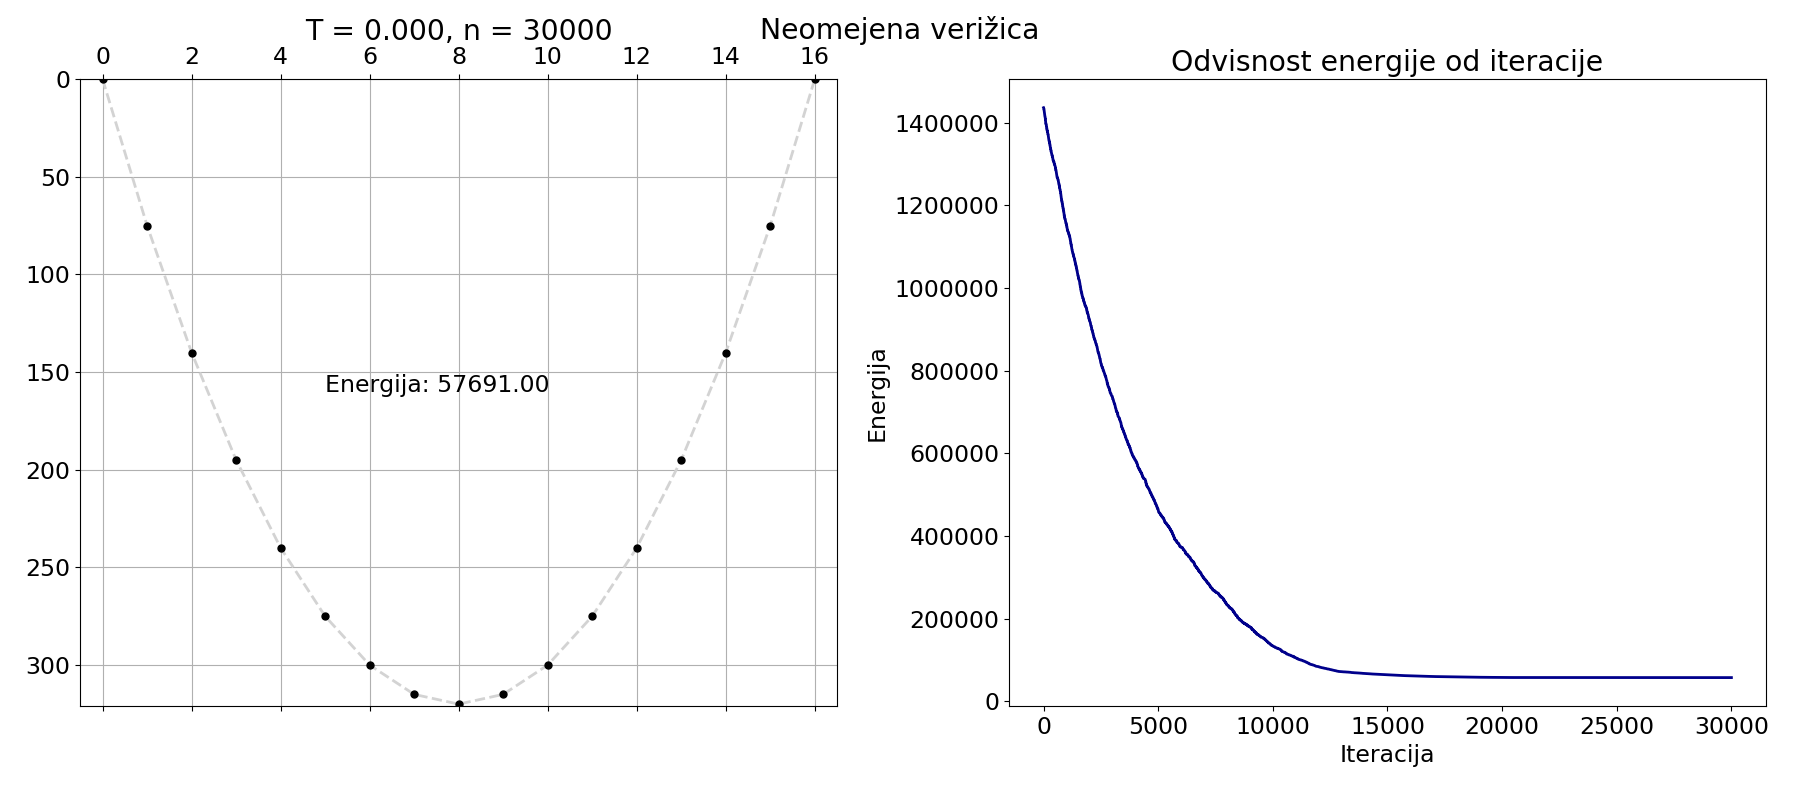 Neomejena verižica
T = 0.000, n = 30000
0 2 4 6 8 10 12 14 16
0
50
100
150
200
250
300
Energija: 57691.00
Odvisnost energije od iteracije
Energija
1400000
1200000
1000000
800000
600000
400000
200000
0
0 5000 10000 15000 20000 25000 30000
Iteracija